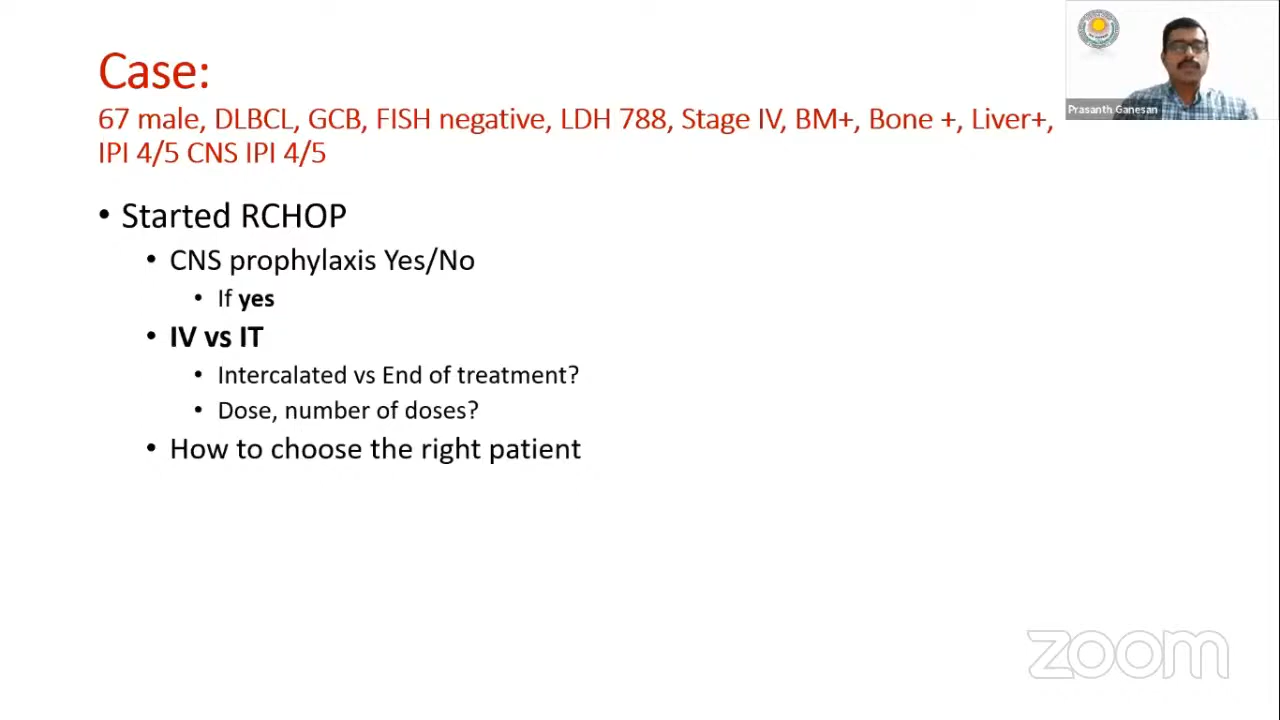 Case:
67 male, DLBCL, GCB, FISH negative, LDH 788, Stage IV, BM+, Bone +, Liver+,
IPI 4/5 CNS IPI 4/5
• Started RCHOP
• CNS prophylaxis Yes/No
• If yes
• IV vs IT
• Intercalated vs End of treatment?
• Dose, number of doses?
• How to choose the right patient
Prasanth Ganesan
zoom